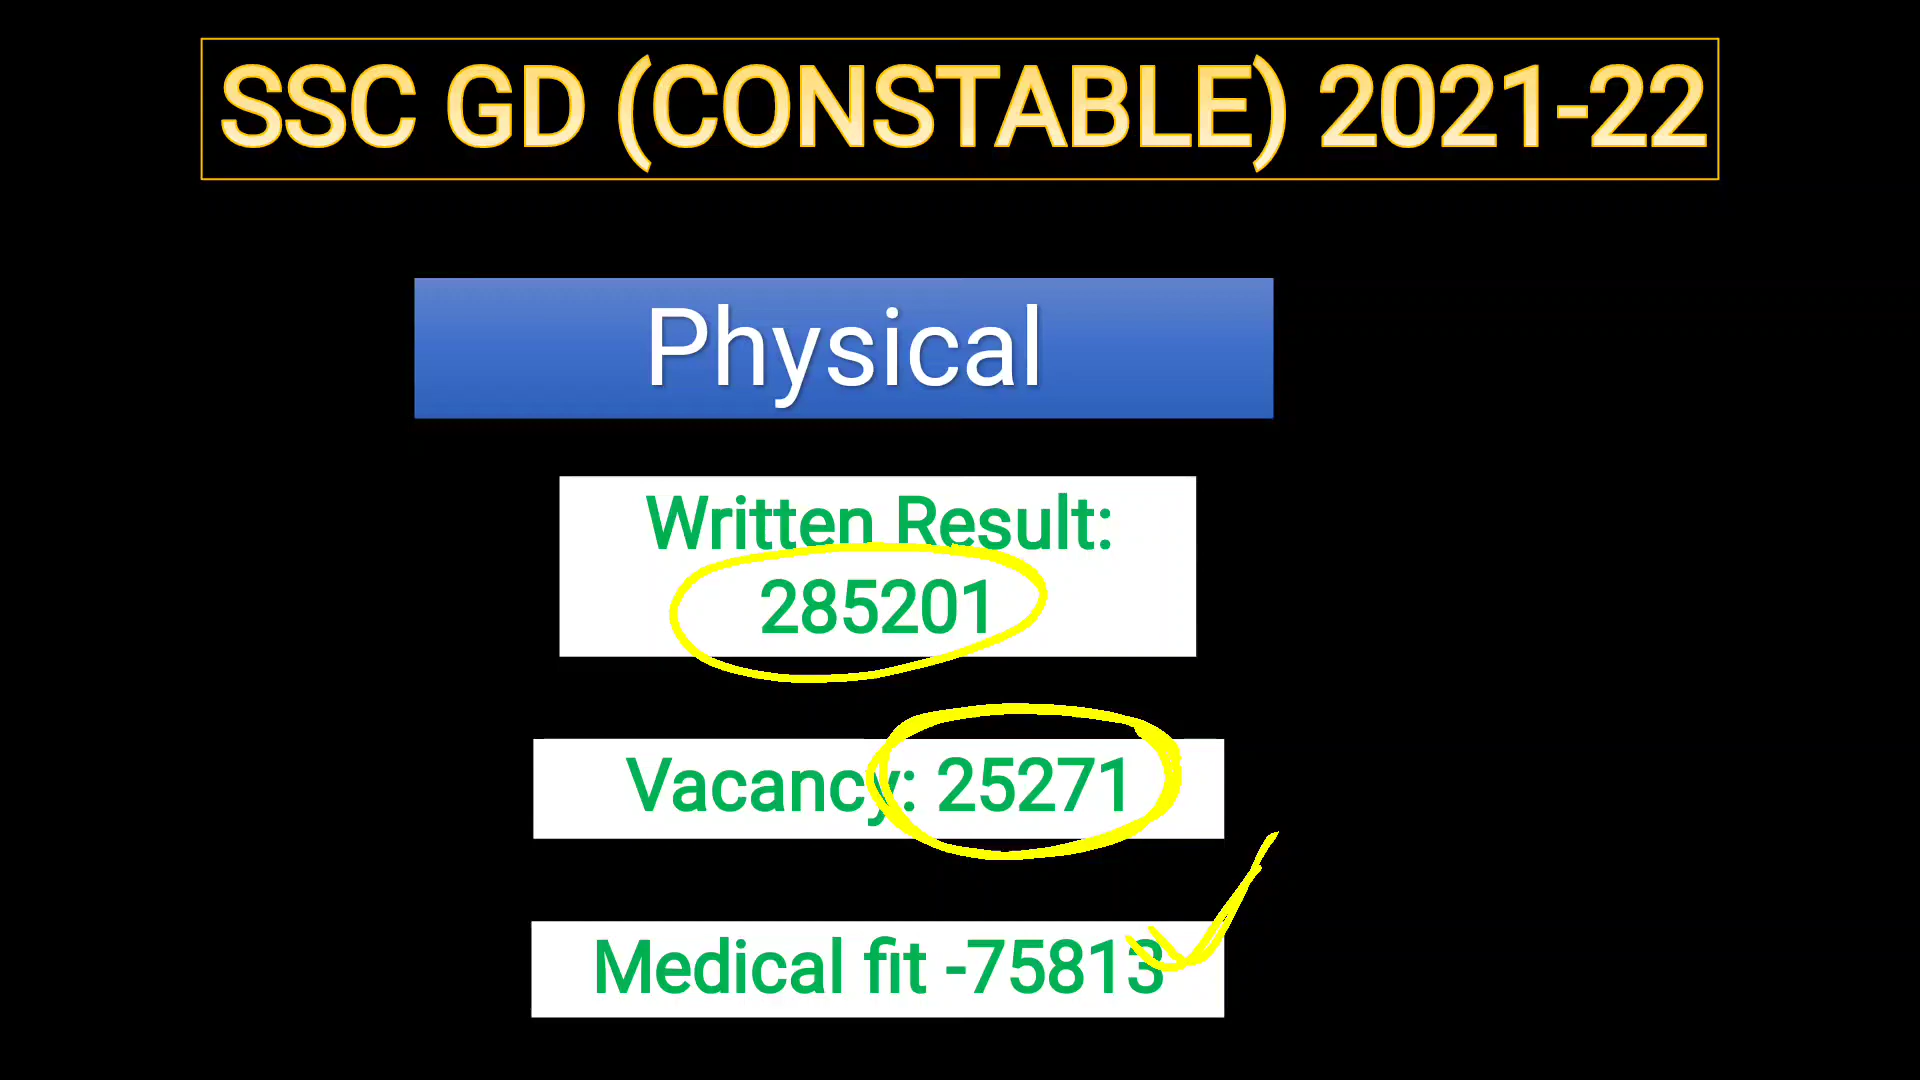 SSC GD (CONSTABLE) 2021-22
Physical
Written Result:
285201
Vacancy: 25271
Medical fit -75813